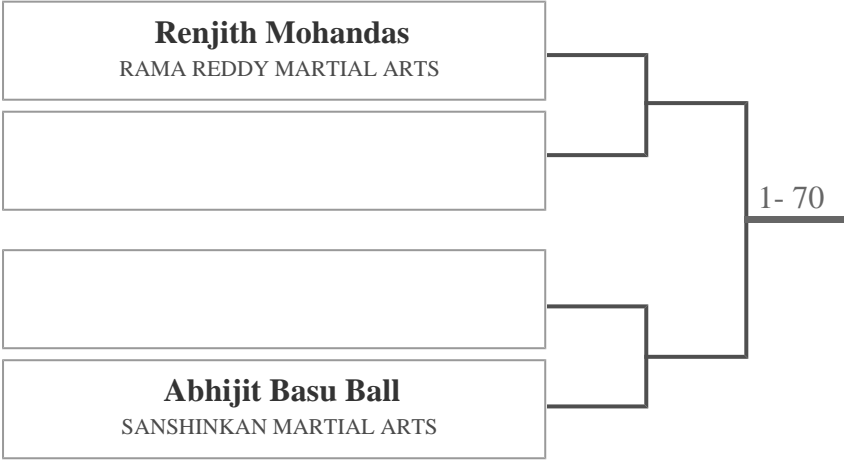 Renjith Mohandas
RAMA REDDY MARTIAL ARTS
1- 70
Abhijit Basu Ball
SANSHINKAN MARTIAL ARTS